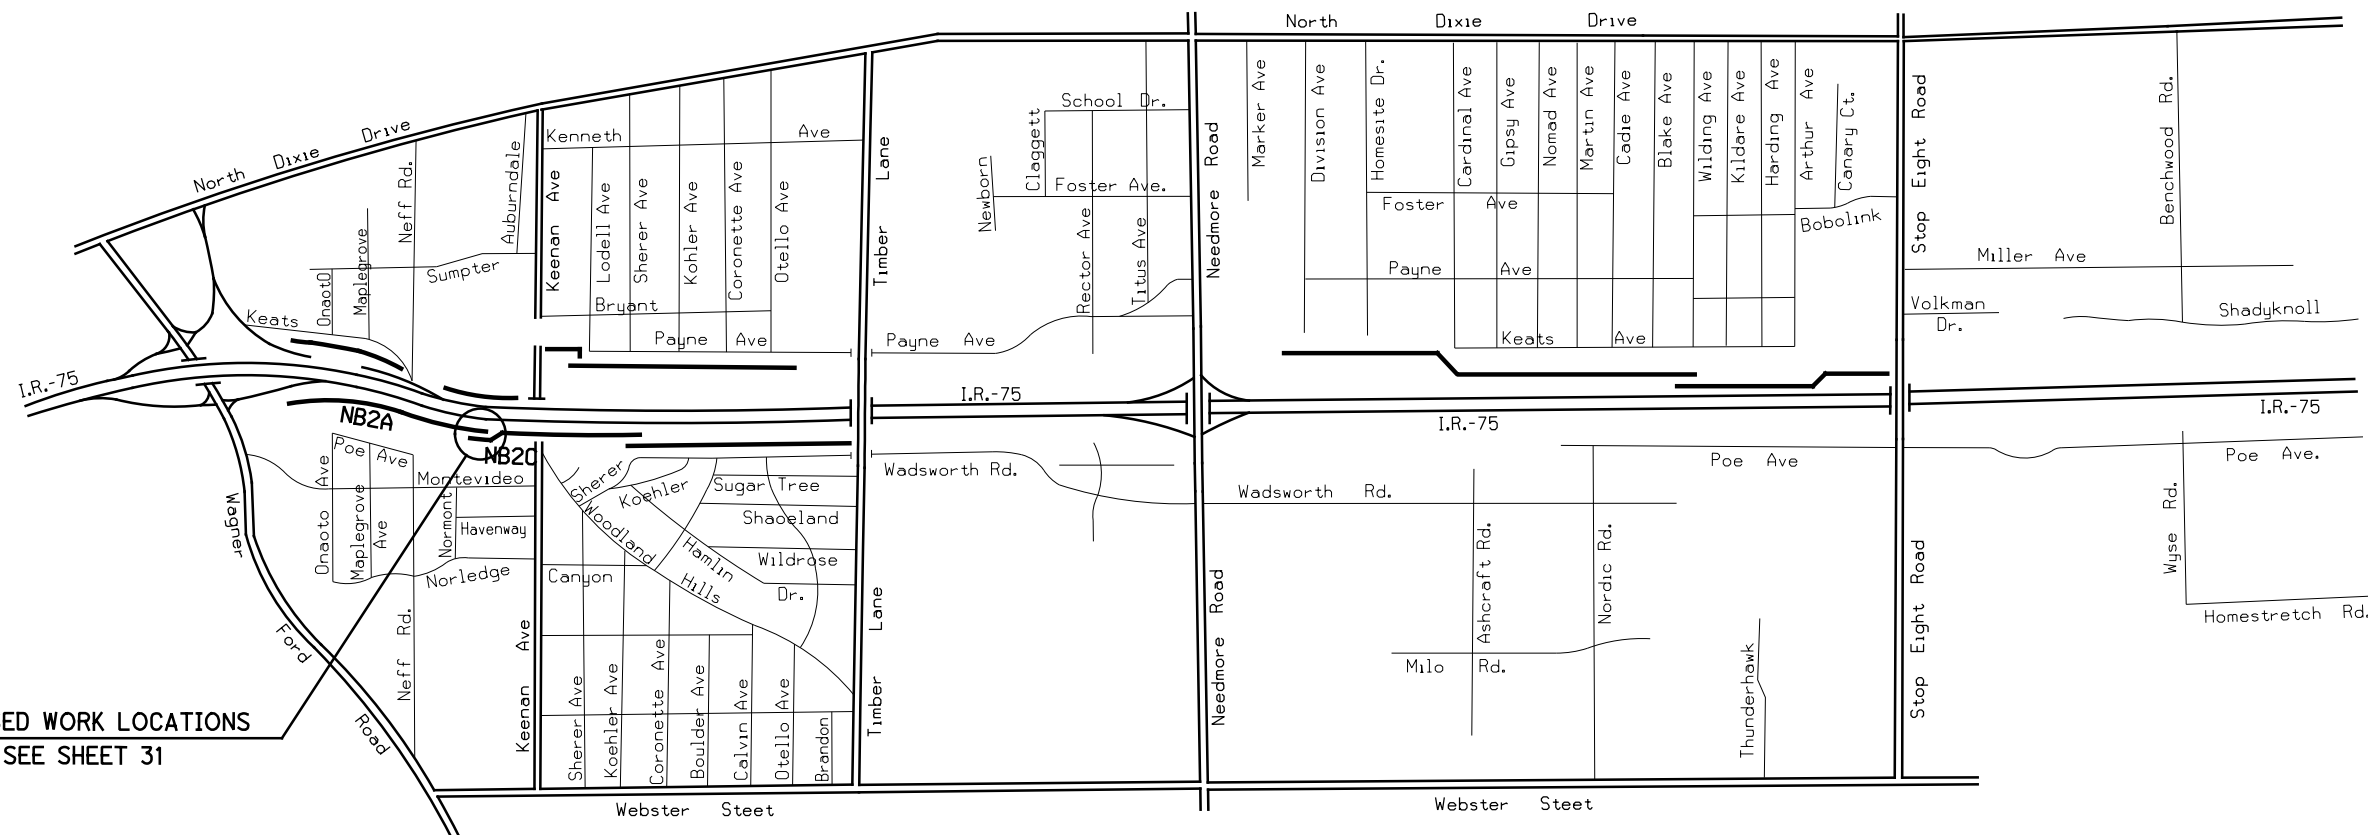 North Dixie Drive
North Dixie Drive
School Dr.
Kenneth Ave
Marker Ave
Division Ave
Homesite Dr.
Cardinal Ave
Gipsy Ave
Nomad Ave
Martin Ave
Cadie Ave
Blake Ave
Wilding Ave
Kildare Ave
Harding Ave
Arthur Ave
Canary Ct.
Stop Eight Road
Benchwood Rd.
Neff Rd.
Auburndale
Keenan Ave
Lodell Ave
Sherer Ave
Kohler Ave
Coronette Ave
Otello Ave
Timber Lane
Newborn
Claggett
Foster Ave.
Rector Ave
Titus Ave
Needmore Road
Foster Ave
Bobolink
Maplegrove
OnaotO
Sumpter
Payne Ave
Miller Ave
Keats
Bryant
Payne Ave
Payne Ave
Keats Ave
Volkman
Dr.
Shadyknoll
I.R.-75
I.R.-75
I.R.-75
I.R.-75
NB2A
NB2C
Poe Ave
Montevideo
Onaoto Ave
Maplegrove Ave
Normont
Havenway
Norledge
Neff Rd.
Wagner Ford Road
Sherer
Koehler
Sugar Tree
Shaoeland
Woodland Hills
Hamlin Dr.
Wildrose
Canyon
Wadsworth Rd.
Wadsworth Rd.
Poe Ave
Poe Ave.
Wyse Rd.
Homestretch Rd.
Ashcraft Rd.
Nordic Rd.
Milo Rd.
Thunderhawk
Stop Eight Road
Needmore Road
Timber Lane
Keenan Ave
Sherer Ave
Koehler Ave
Coronette Ave
Boulder Ave
Calvin Ave
Otello Ave
Brandon
ED WORK LOCATIONS
SEE SHEET 31
Webster Steet
Webster Steet